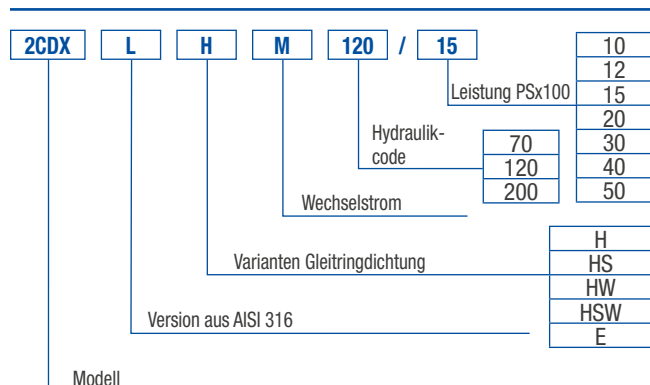 2CDX L H M 120 / 15
10
12
Leistung PSx100 15
20
Hydraulik-
code
70 30
120 40
200 50
Wechselstrom
H
Varianten Gleitringdichtung HS
HW
HSW
Version aus AISI 316 E
Modell